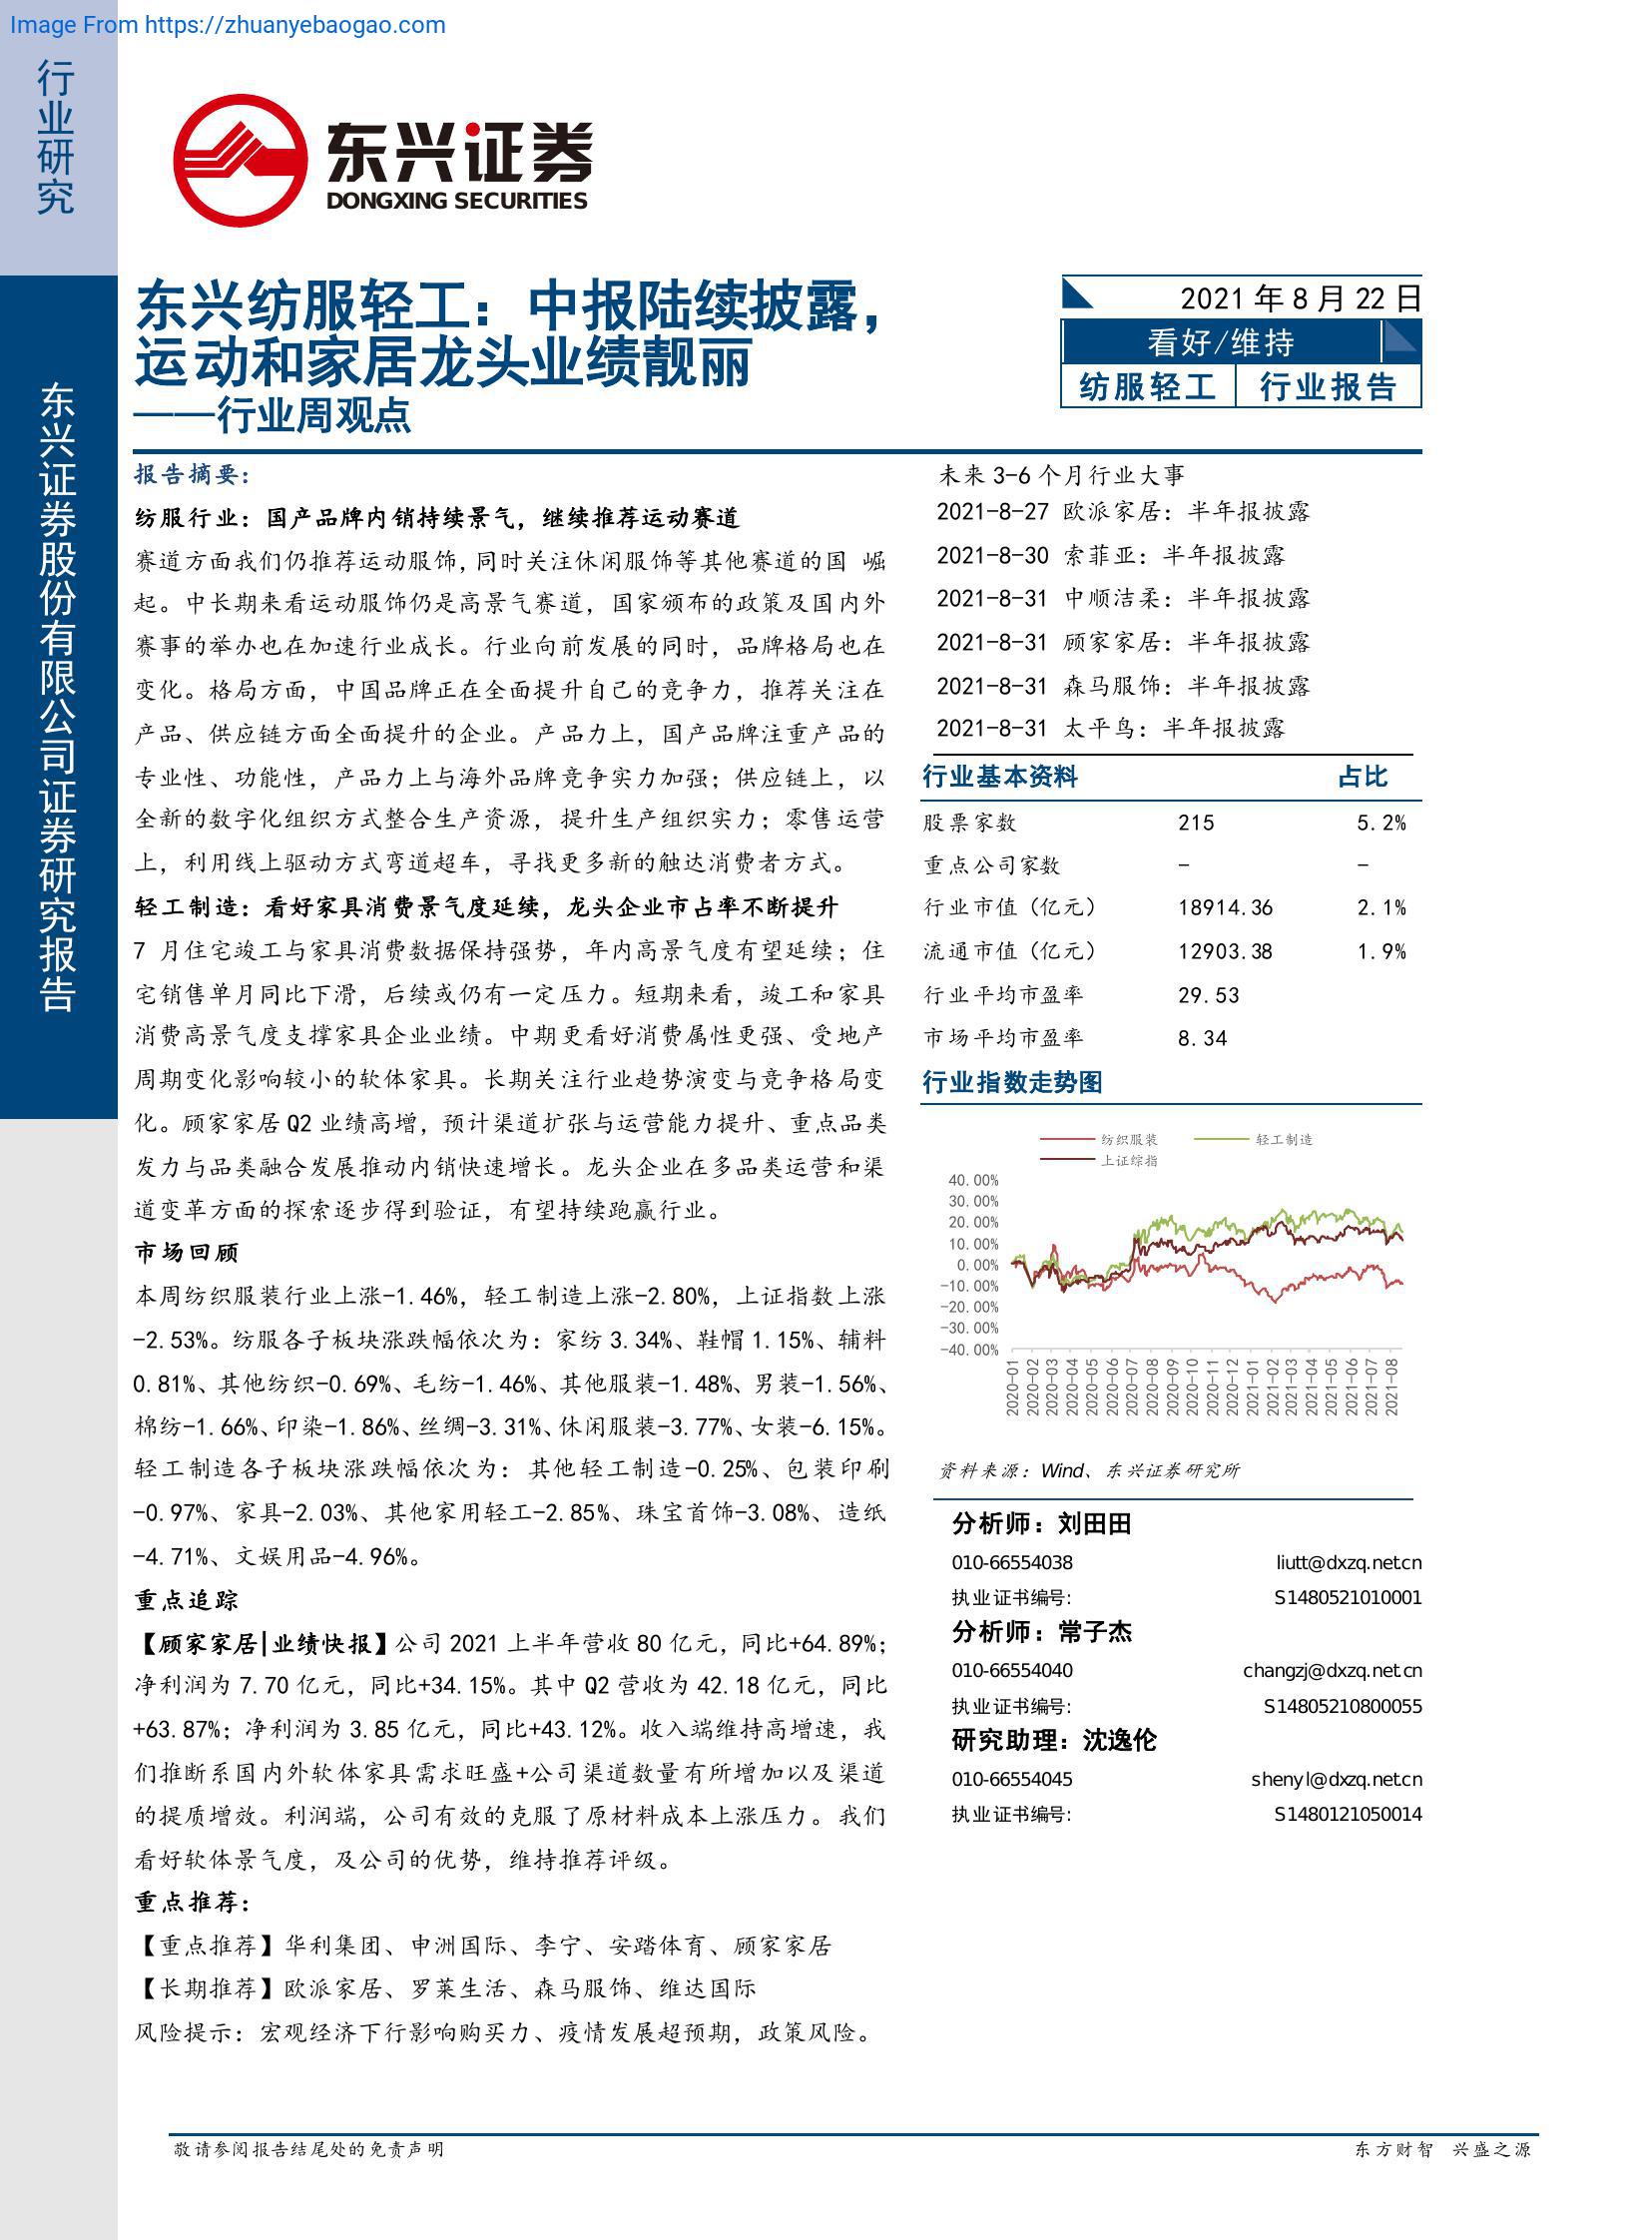 Image From https://zhuanyebaogao.com
行业研究
东兴证券股份有限公司证券研究报告
东兴证券
DONGXING SECURITIES
东兴纺服轻工：中报陆续披露，
运动和家居龙头业绩靓丽
——行业周观点
2021 年 8 月 22 日
看好/维持
纺服轻工 行业报告
报告摘要：
纺服行业：国产品牌内销持续景气，继续推荐运动赛道
赛道方面我们仍推荐运动服饰，同时关注休闲服饰等其他赛道的国 崛
起。中长期来看运动服饰仍是高景气赛道，国家颁布的政策及国内外
赛事的举办也在加速行业成长。行业向前发展的同时，品牌格局也在
变化。格局方面，中国品牌正在全面提升自己的竞争力，推荐关注在
产品、供应链方面全面提升的企业。产品力上，国产品牌注重产品的
专业性、功能性，产品力上与海外品牌竞争实力加强；供应链上，以
全新的数字化组织方式整合生产资源，提升生产组织实力；零售运营
上，利用线上驱动方式弯道超车，寻找更多新的触达消费者方式。
轻工制造：看好家具消费景气度延续，龙头企业市占率不断提升
7 月住宅竣工与家具消费数据保持强势，年内高景气度有望延续；住
宅销售单月同比下滑，后续或仍有一定压力。短期来看，竣工和家具
消费高景气度支撑家具企业业绩。中期更看好消费属性更强、受地产
周期变化影响较小的软体家具。长期关注行业趋势演变与竞争格局变
化。顾家家居 Q2 业绩高增，预计渠道扩张与运营能力提升、重点品类
发力与品类融合发展推动内销快速增长。龙头企业在多品类运营和渠
道变革方面的探索逐步得到验证，有望持续跑赢行业。
市场回顾
本周纺织服装行业上涨-1.46%，轻工制造上涨-2.80%，上证指数上涨
-2.53%。纺服各子板块涨跌幅依次为：家纺 3.34%、鞋帽 1.15%、辅料
0.81%、其他纺织-0.69%、毛纺-1.46%、其他服装-1.48%、男装-1.56%、
棉纺-1.66%、印染-1.86%、丝绸-3.31%、休闲服装-3.77%、女装-6.15%。
轻工制造各子板块涨跌幅依次为：其他轻工制造-0.25%、包装印刷
-0.97%、家具-2.03%、其他家用轻工-2.85%、珠宝首饰-3.08%、造纸
-4.71%、文娱用品-4.96%。
重点追踪
【顾家家居|业绩快报】公司 2021 上半年营收 80 亿元，同比+64.89%；
净利润为 7.70 亿元，同比+34.15%。其中 Q2 营收为 42.18 亿元，同比
+63.87%；净利润为 3.85 亿元，同比+43.12%。收入端维持高增速，我
们推断系国内外软体家具需求旺盛+公司渠道数量有所增加以及渠道
的提质增效。利润端，公司有效的克服了原材料成本上涨压力。我们
看好软体景气度，及公司的优势，维持推荐评级。
重点推荐：
【重点推荐】华利集团、申洲国际、李宁、安踏体育、顾家家居
【长期推荐】欧派家居、罗莱生活、森马服饰、维达国际
风险提示：宏观经济下行影响购买力、疫情发展超预期，政策风险。
未来 3-6 个月行业大事
2021-8-27 欧派家居：半年报披露
2021-8-30 索菲亚：半年报披露
2021-8-31 中顺洁柔：半年报披露
2021-8-31 顾家家居：半年报披露
2021-8-31 森马服饰：半年报披露
2021-8-31 太平鸟：半年报披露
行业基本资料 占比
股票家数 215 5.2%
重点公司家数 - -
行业市值（亿元） 18914.36 2.1%
流通市值（亿元） 12903.38 1.9%
行业平均市盈率 29.53
市场平均市盈率 8.34
行业指数走势图
纺织服装 轻工制造
上证综指
40.00%
30.00%
20.00%
10.00%
0.00%
-10.00%
-20.00%
-30.00%
-40.00%
2020-01
2020-02
2020-03
2020-04
2020-05
2020-06
2020-07
2020-08
2020-09
2020-10
2020-11
2020-12
2021-01
2021-02
2021-03
2021-04
2021-05
2021-06
2021-07
2021-08
资料来源：Wind、东兴证券研究所
分析师：刘田田
010-66554038 liutt@dxzq.net.cn
执业证书编号: S1480521010001
分析师：常子杰
010-66554040 changzj@dxzq.net.cn
执业证书编号: S14805210800055
研究助理：沈逸伦
010-66554045 shenyl@dxzq.net.cn
执业证书编号: S1480121050014
敬请参阅报告结尾处的免责声明
东方财智 兴盛之源